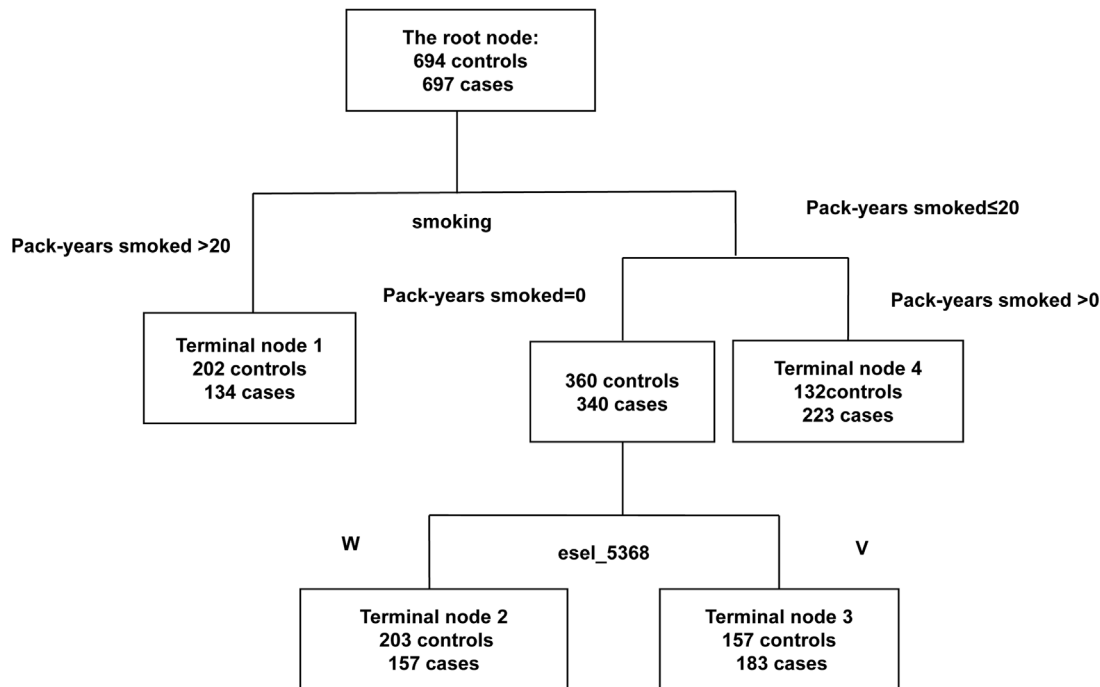 The root node:
694 controls
697 cases
Pack-years smoked≤20
smoking
Pack-years smoked >20
Pack-years smoked=0
Pack-years smoked >0
Terminal node 1
202 controls
134 cases
360 controls
340 cases
Terminal node 4
132controls
223 cases
W
esel_5368
V
Terminal node 2
203 controls
157 cases
Terminal node 3
157 controls
183 cases